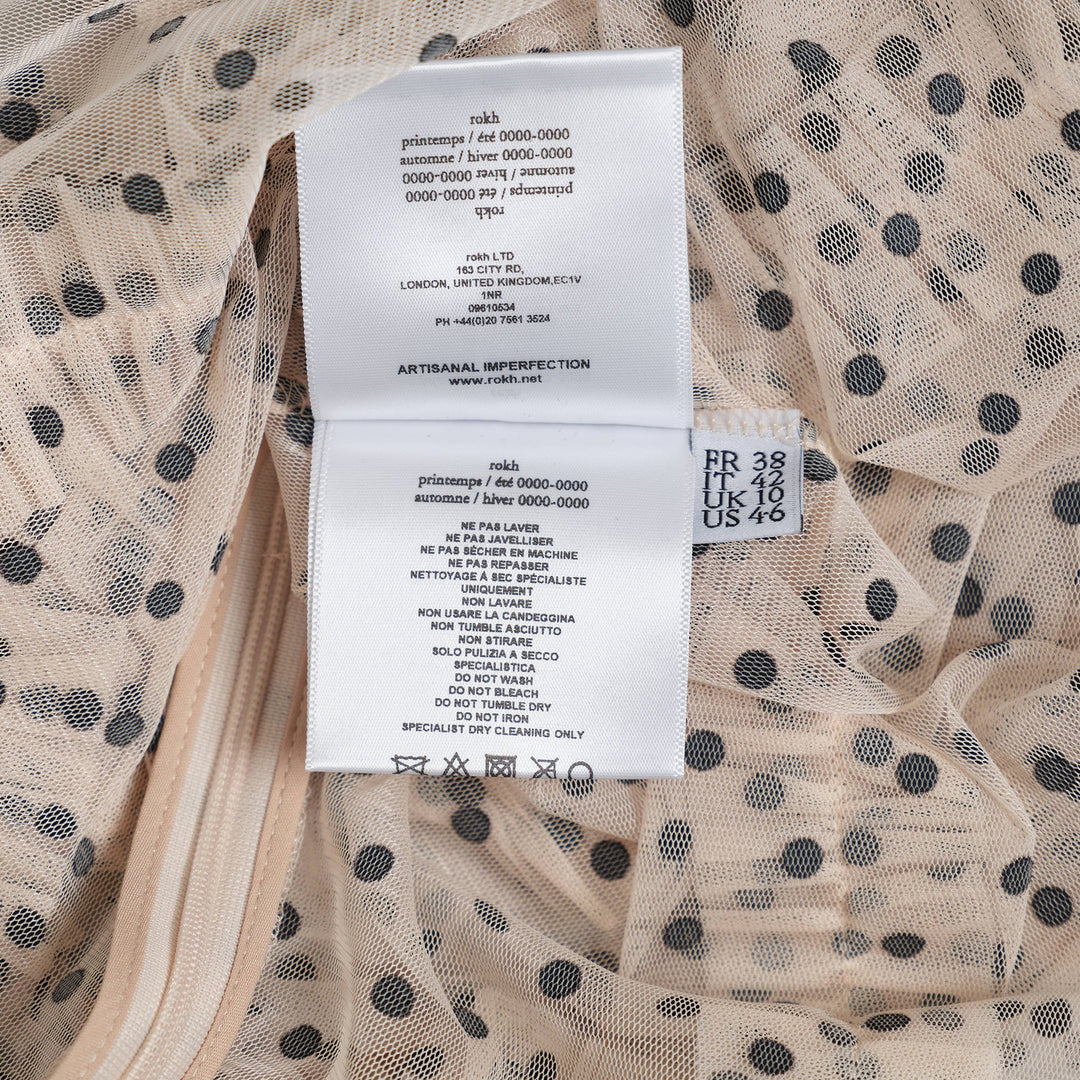 rokh
printemps / été 0000-0000
automne / hiver 0000-0000
automne / hiver 0000-0000
printemps / été 0000-0000
rokh
rokh LTD
163 CITY RD,
LONDON, UNITED KINGDOM,EC1V
1NR
09610534
PH +44(0)20 7561 3524
ARTISANAL IMPERFECTION
www.rokh.net
rokh
printemps / été 0000-0000
automne / hiver 0000-0000
NE PAS LAVER
NE PAS JAVELLISER
NE PAS SÈCHER EN MACHINE
NE PAS REPASSER
NETTOYAGE À SEC SPÉCIALISTE
UNIQUEMENT
NON LAVARE
NON USARE LA CANDEGGINA
NON TUMBLE ASCIUTTO
NON STIRARE
SOLO PULIZIA A SECCO
SPECIALISTICA
DO NOT WASH
DO NOT BLEACH
DO NOT TUMBLE DRY
DO NOT IRON
SPECIALIST DRY CLEANING ONLY
FR 38
IT 42
UK 10
US 46